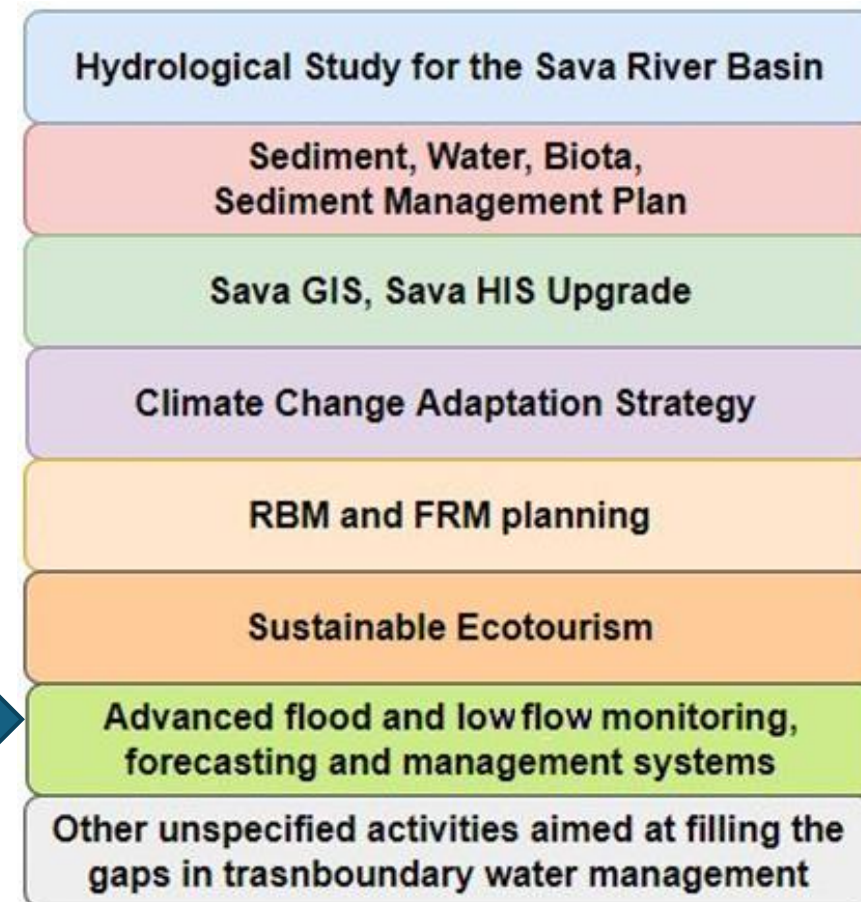 Hydrological Study for the Sava River Basin
Sediment, Water, Biota,
Sediment Management Plan
Sava GIS, Sava HIS Upgrade
Climate Change Adaptation Strategy
RBM and FRM planning
Sustainable Ecotourism
Advanced flood and low flow monitoring,
forecasting and management systems
Other unspecified activities aimed at filling the
gaps in trasnboundary water management